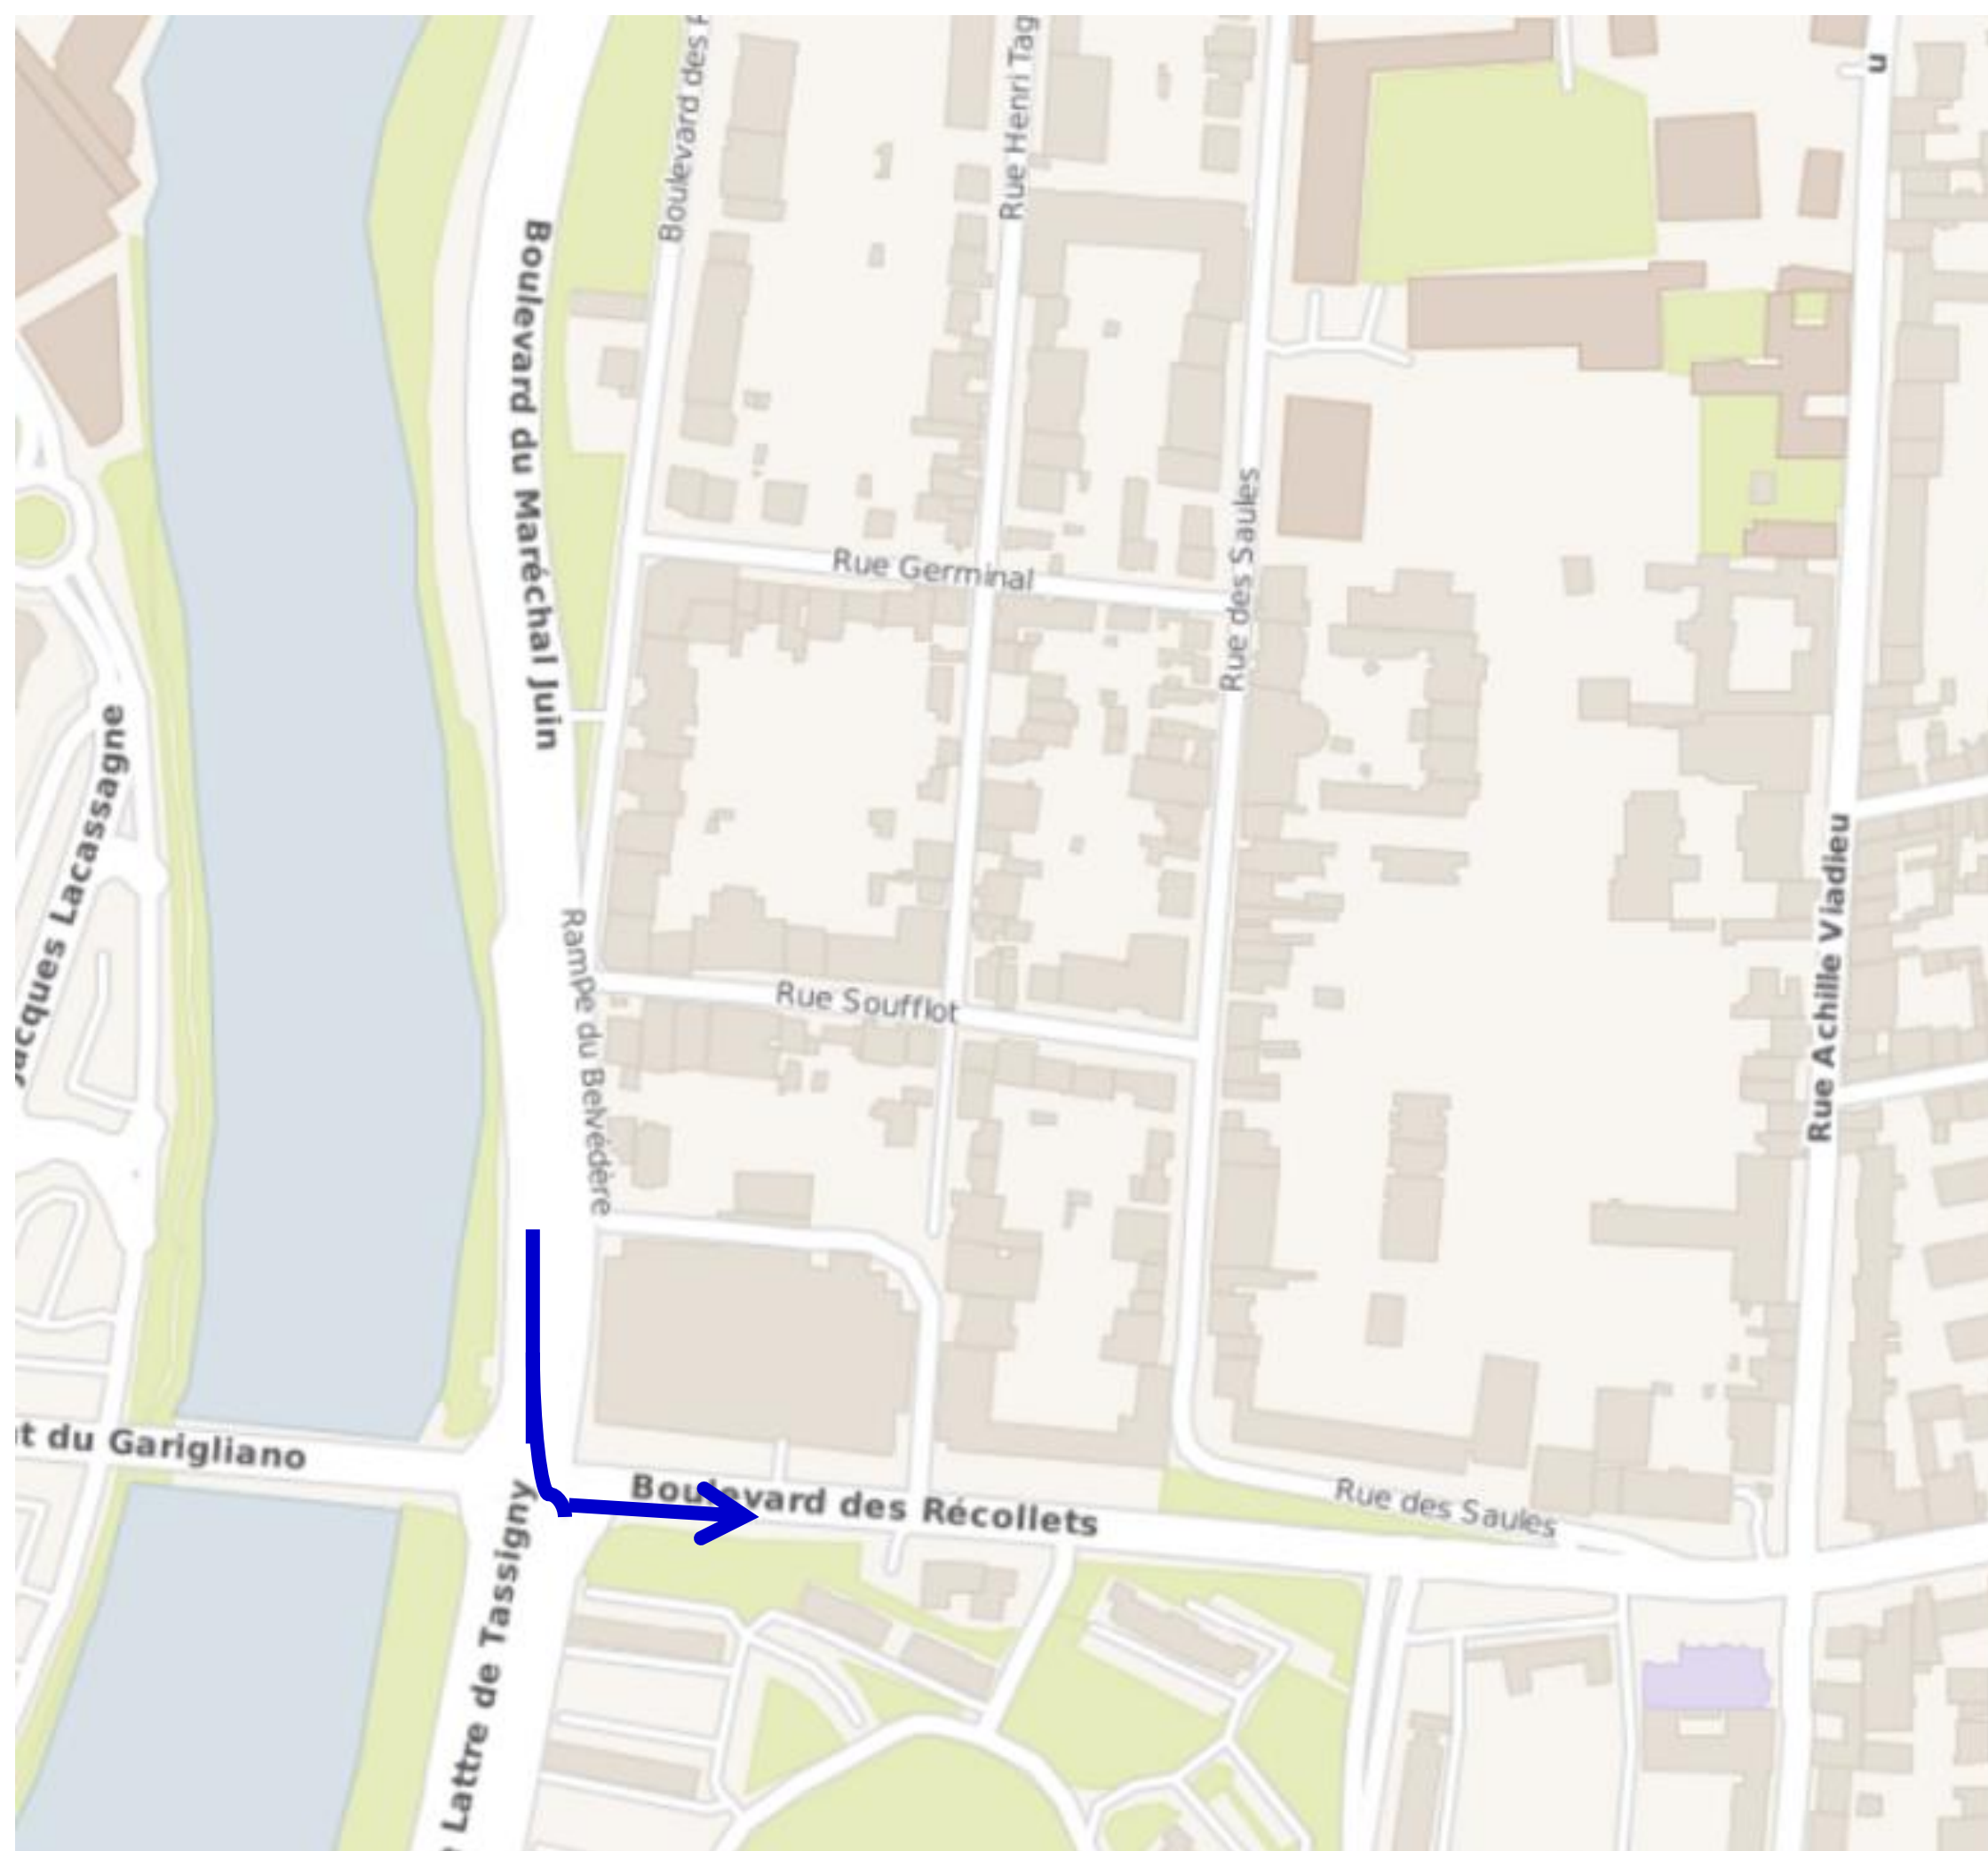 Boulevard des
Rue Henri Tag
u
Boulevard du Maréchal Juin
Rue des Saules
Rue Germinal
Jacques Lacassagne
Rue Achille Viadieu
Rampe du Belvédère
Rue Soufflot
t du Garigliano
Boulevard des Récollets
Rue des Saules
Lattre de Tassigny